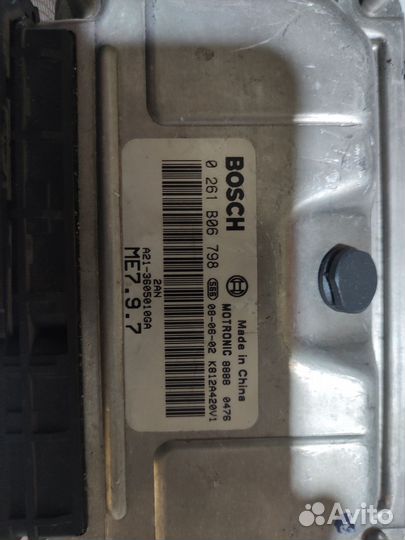 BOSCH
Made in China
0 261 B06 798
MOTRONIC 8888 0476
08-06-02 K812A420V1
2AN
A21-3605010GA
ME7.9.7
Avito